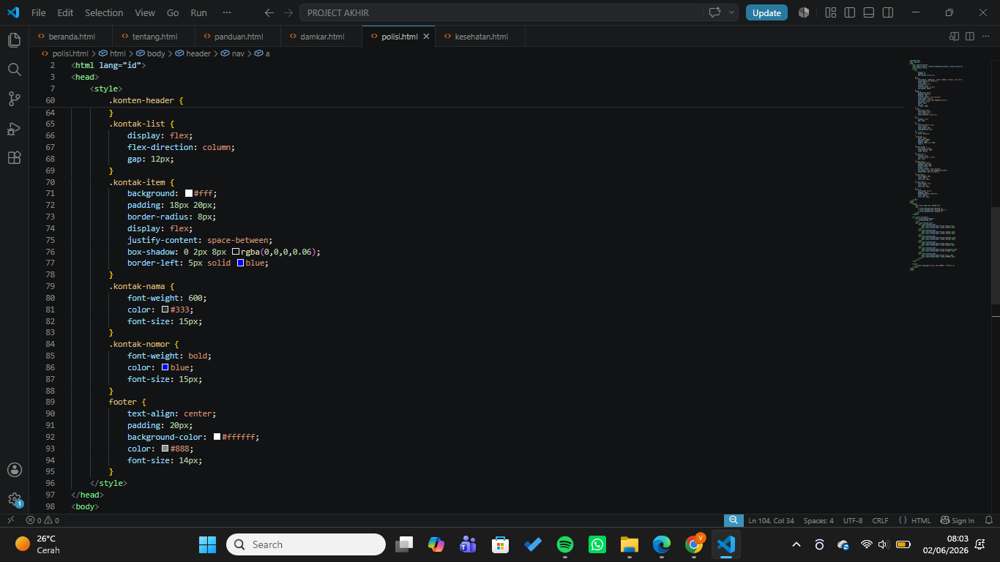 File Edit Selection View Go Run ··· PROJECT AKHIR Update
beranda.html tentang.html panduan.html damkar.html polisi.html kesehatan.html
polisi.html > html > body > header > nav > a
2 <html lang="id">
3 <head>
7 <style>
60 .konten-header {
64 }
65 .kontak-list {
66 display: flex;
67 flex-direction: column;
68 gap: 12px;
69 }
70 .kontak-item {
71 background: #fff;
72 padding: 18px 20px;
73 border-radius: 8px;
74 display: flex;
75 justify-content: space-between;
76 box-shadow: 0 2px 8px rgba(0,0,0,0.06);
77 border-left: 5px solid blue;
78 }
79 .kontak-nama {
80 font-weight: 600;
81 color: #333;
82 font-size: 15px;
83 }
84 .kontak-nomor {
85 font-weight: bold;
86 color: blue;
87 font-size: 15px;
88 }
89 footer {
90 text-align: center;
91 padding: 20px;
92 background-color: #ffffff;
93 color: #888;
94 font-size: 14px;
95 }
96 </style>
97 </head>
98 <body>
1
0 0 Ln 104, Col 34 Spaces: 4 UTF-8 CRLF { } HTML Sign In
26°C
Cerah
Search
V
08:03
02/06/2026